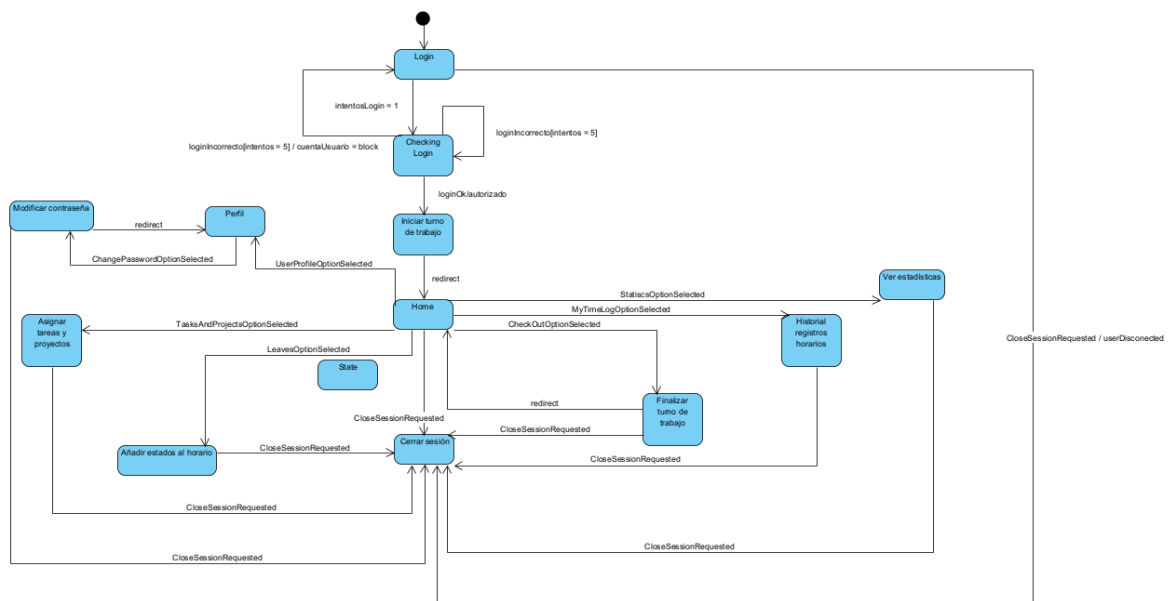 Login
intentosLogin = 1
loginIncorrecto[intentos = 5]
Checking
Login
loginIncorrecto[intentos = 5] / cuentaUsuario = block
loginOk/autorizado
Modificar contraseña
Perfil
Iniciar turno
de trabajo
redirect
ChangePasswordOptionSelected
UserProfileOptionSelected
redirect
Ver estadísticas
StatiscsOptionSelected
Home
MyTimeLogOptionSelected
Asignar
tareas y
proyectos
TasksAndProjectsOptionSelected
CheckOutOptionSelected
Historial
registros
horarios
CloseSessionRequested / userDisconected
LeavesOptionSelected
State
redirect
Finalizar
turno de
trabajo
CloseSessionRequested
CloseSessionRequested
Cerrar sesión
Añadir estados al horario
CloseSessionRequested
CloseSessionRequested
CloseSessionRequested
CloseSessionRequested
CloseSessionRequested